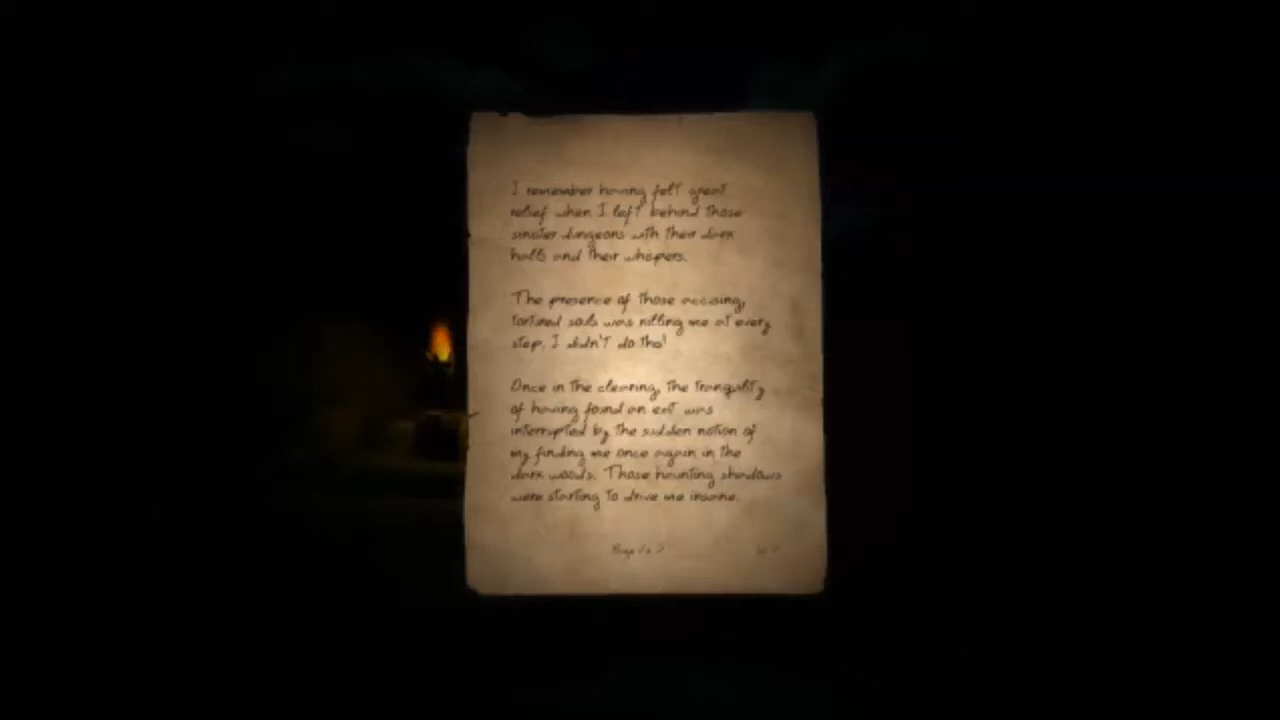 I remember having felt great
relief when I left behind those
sinister dungeons with their dark
halls and their whispers.
The presence of those accusing,
tortured souls was killing me at every
step. I didn't do this!
Once in the clearing, the tranquility
of having found an exit was
interrupted by the sudden notion of
my finding me once again in the
dark woods. Those haunting shadows
were starting to drive me insane.
Page